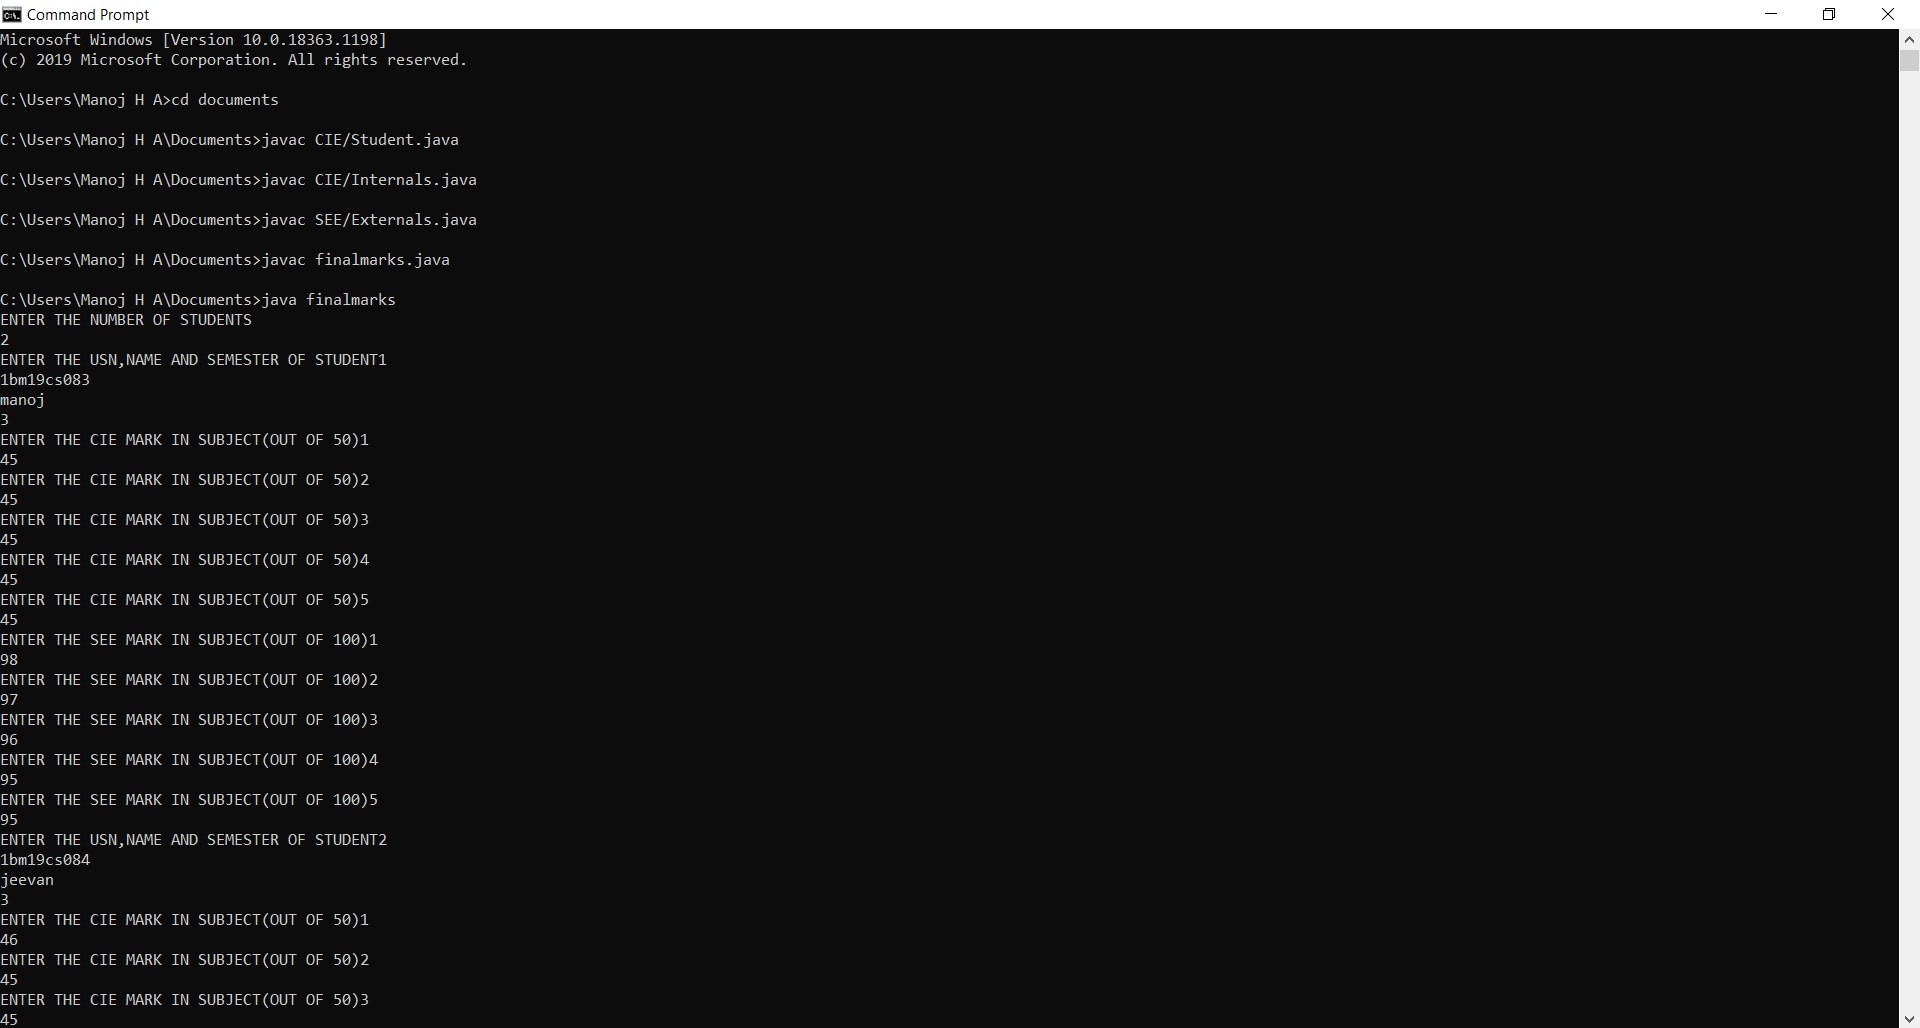 Command Prompt
Microsoft Windows [Version 10.0.18363.1198]
(c) 2019 Microsoft Corporation. All rights reserved.
C:\Users\Manoj H A>cd documents
C:\Users\Manoj H A\Documents>javac CIE/Student.java
C:\Users\Manoj H A\Documents>javac CIE/Internals.java
C:\Users\Manoj H A\Documents>javac SEE/Externals.java
C:\Users\Manoj H A\Documents>javac finalmarks.java
C:\Users\Manoj H A\Documents>java finalmarks
ENTER THE NUMBER OF STUDENTS
2
ENTER THE USN,NAME AND SEMESTER OF STUDENT1
1bm19cs083
manoj
3
ENTER THE CIE MARK IN SUBJECT(OUT OF 50)1
45
ENTER THE CIE MARK IN SUBJECT(OUT OF 50)2
45
ENTER THE CIE MARK IN SUBJECT(OUT OF 50)3
45
ENTER THE CIE MARK IN SUBJECT(OUT OF 50)4
45
ENTER THE CIE MARK IN SUBJECT(OUT OF 50)5
45
ENTER THE SEE MARK IN SUBJECT(OUT OF 100)1
98
ENTER THE SEE MARK IN SUBJECT(OUT OF 100)2
97
ENTER THE SEE MARK IN SUBJECT(OUT OF 100)3
96
ENTER THE SEE MARK IN SUBJECT(OUT OF 100)4
95
ENTER THE SEE MARK IN SUBJECT(OUT OF 100)5
95
ENTER THE USN,NAME AND SEMESTER OF STUDENT2
1bm19cs084
jeevan
3
ENTER THE CIE MARK IN SUBJECT(OUT OF 50)1
46
ENTER THE CIE MARK IN SUBJECT(OUT OF 50)2
45
ENTER THE CIE MARK IN SUBJECT(OUT OF 50)3
45